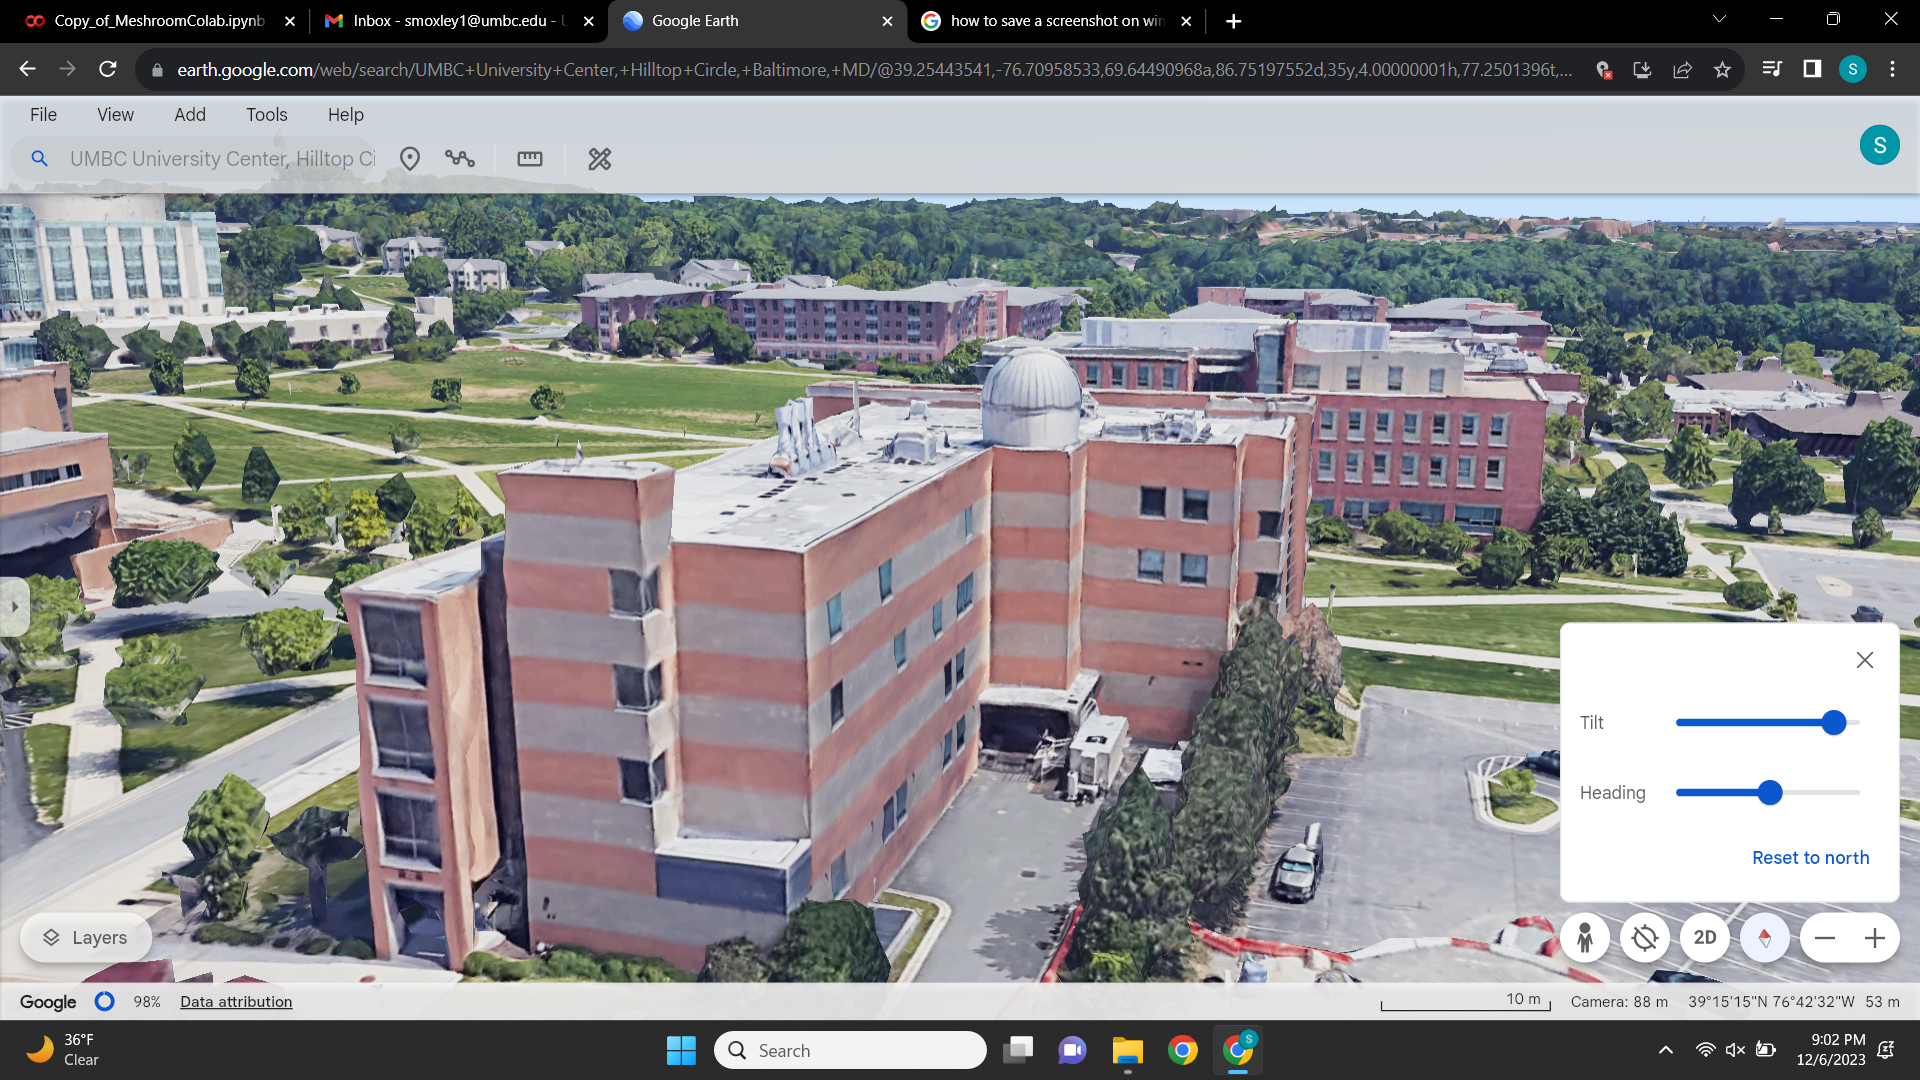 Copy_of_MeshroomColab.ipynb
Inbox - smoxley1@umbc.edu - U
Google Earth
how to save a screenshot on win
earth.google.com/web/search/UMBC+University+Center,+Hilltop+Circle,+Baltimore,+MD/@39.25443541,-76.70958533,69.64490968a,86.75197552d,35y,4.00000001h,77.2501396t,...
S
File View Add Tools Help
UMBC University Center, Hilltop Ci
S
Tilt
Heading
Reset to north
Layers
2D
Google 98% Data attribution
10 m Camera: 88 m 39°15'15"N 76°42'32"W 53 m
36°F
Clear
Search
S
9:02 PM
12/6/2023